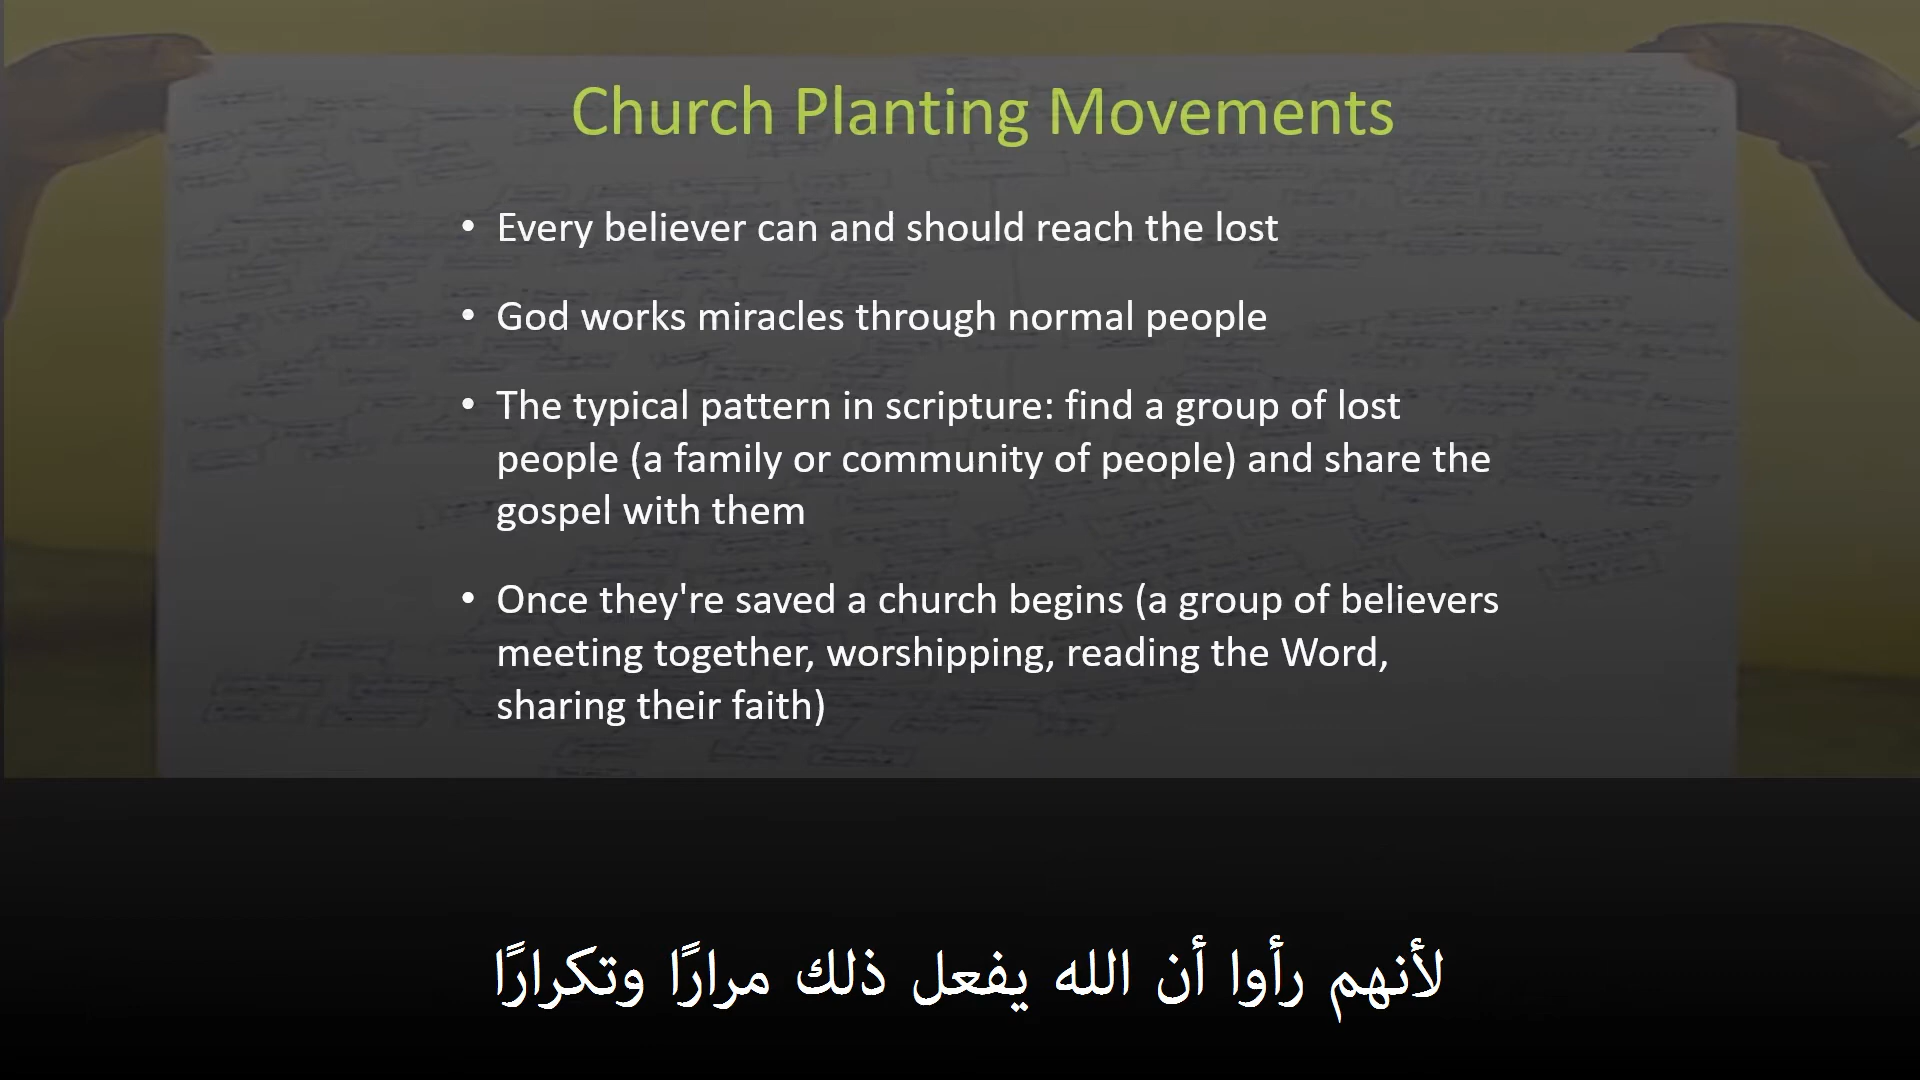 Church Planting Movements
• Every believer can and should reach the lost
• God works miracles through normal people
• The typical pattern in scripture: find a group of lost
people (a family or community of people) and share the
gospel with them
• Once they're saved a church begins (a group of believers
meeting together, worshipping, reading the Word,
sharing their faith)
لأنهم رأوا أن الله يفعل ذلك مرارًا وتكرارًا